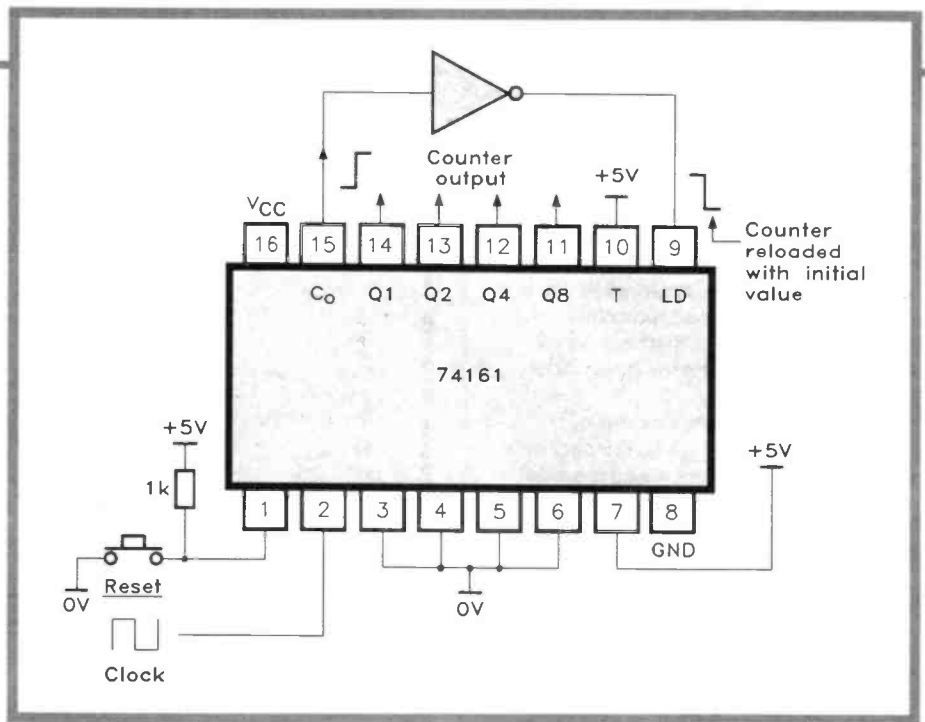 Counter
output
+5V
Counter
reloaded
with initial
value
VCC
16 15 14 13 12 11 10 9
Co Q1 Q2 Q4 Q8 T LD
74161
+5V
1k
+5V
1 2 3 4 5 6 7 8
GND
Reset
0V
0V
Clock